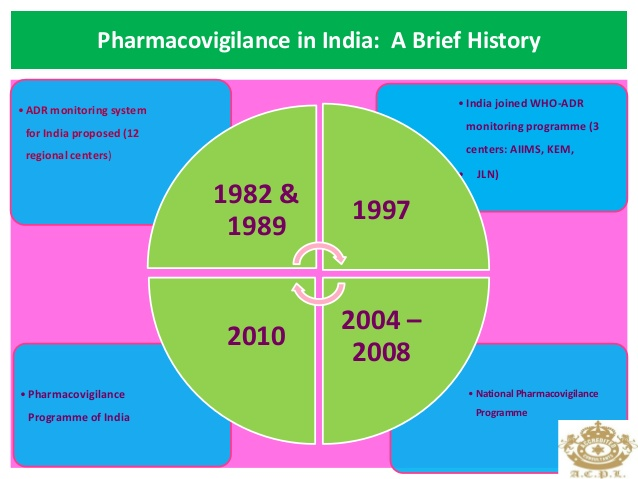 Pharmacovigilance in India: A Brief History
• ADR monitoring system
for India proposed (12
regional centers)
• India joined WHO-ADR
monitoring programme (3
centers: AIIMS, KEM,
• JLN)
1982 &
1989
1997
2010
2004 –
2008
• Pharmacovigilance
Programme of India
• National Pharmacovigilance
Programme
ACCREDITED
CONSULTANTS
A.C.P.L.